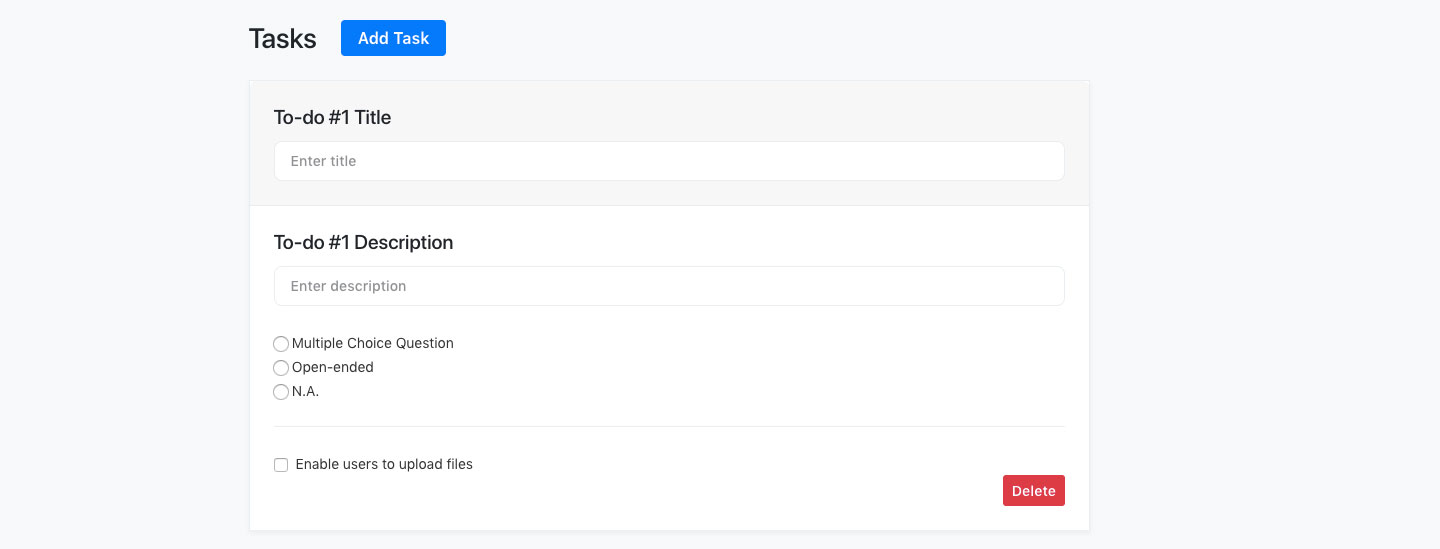 Tasks Add Task
To-do #1 Title
Enter title
To-do #1 Description
Enter description
Multiple Choice Question
Open-ended
N.A.
Enable users to upload files
Delete